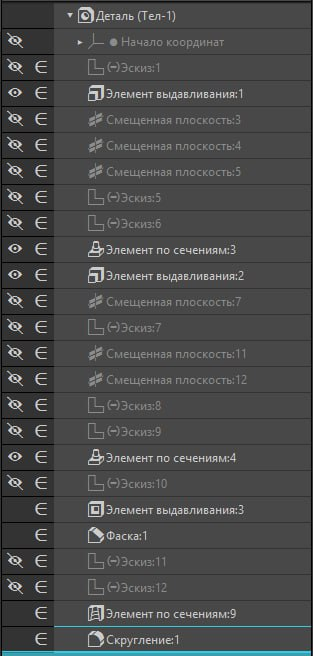 Деталь (Тел-1)
Начало координат
(−)Эскиз:1
Элемент выдавливания:1
Смещенная плоскость:3
Смещенная плоскость:4
Смещенная плоскость:5
(−)Эскиз:5
(−)Эскиз:6
Элемент по сечениям:3
Элемент выдавливания:2
Смещенная плоскость:7
(−)Эскиз:7
Смещенная плоскость:11
Смещенная плоскость:12
(−)Эскиз:8
(−)Эскиз:9
Элемент по сечениям:4
(−)Эскиз:10
Элемент выдавливания:3
Фаска:1
(−)Эскиз:11
(−)Эскиз:12
Элемент по сечениям:9
Скругление:1